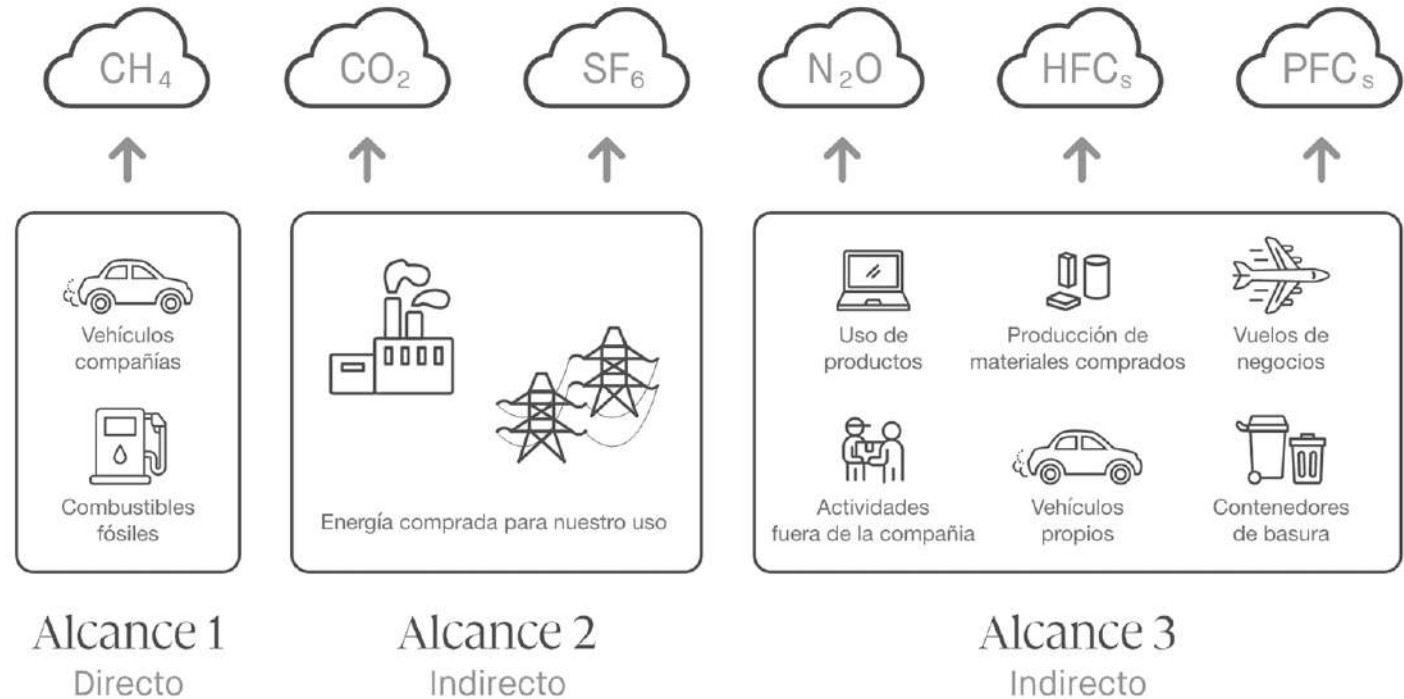 CH₄
CO₂
SF₆
N₂O
HFCₛ
PFCₛ
Vehículos
compañías
Combustibles
fósiles
Energía comprada para nuestro uso
Uso de
productos
Producción de
materiales comprados
Vuelos de
negocios
Actividades
fuera de la compañia
Vehículos
propios
Contenedores
de basura
Alcance 1
Directo
Alcance 2
Indirecto
Alcance 3
Indirecto